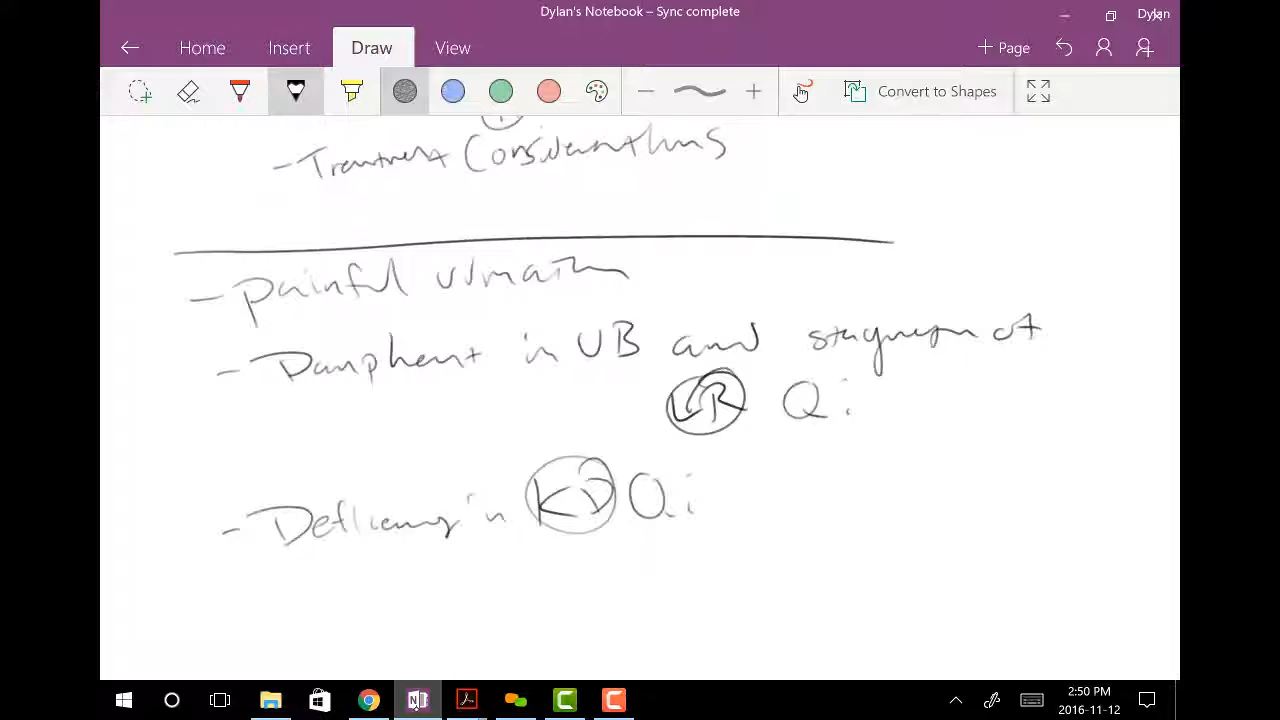 Dylan's Notebook – Sync complete
Dylan
Home Insert Draw View
+ Page
Convert to Shapes
- Treatment Considerations
- Painful urination
- Dampheat in UB and stagnation of
LR Qi
- Deficiency in KD Qi
2:50 PM
2016-11-12